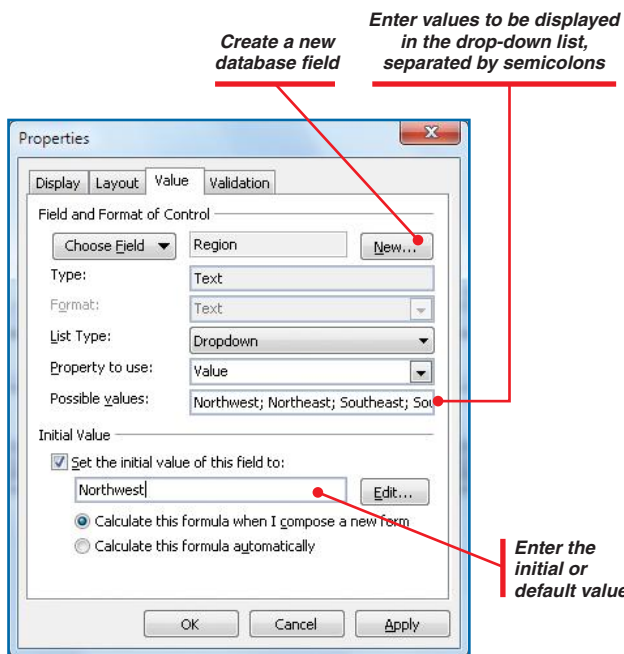 Create a new
database field
Enter values to be displayed
in the drop-down list,
separated by semicolons
Properties
X
Display Layout Value Validation
Field and Format of Control
Choose Field Region New...
Type: Text
Format: Text
List Type: Dropdown
Property to use: Value
Possible values: Northwest; Northeast; Southeast; Sou
Initial Value
Set the initial value of this field to:
Northwest Edit...
Calculate this formula when I compose a new form
Calculate this formula automatically
Enter the
initial or
default value
OK Cancel Apply